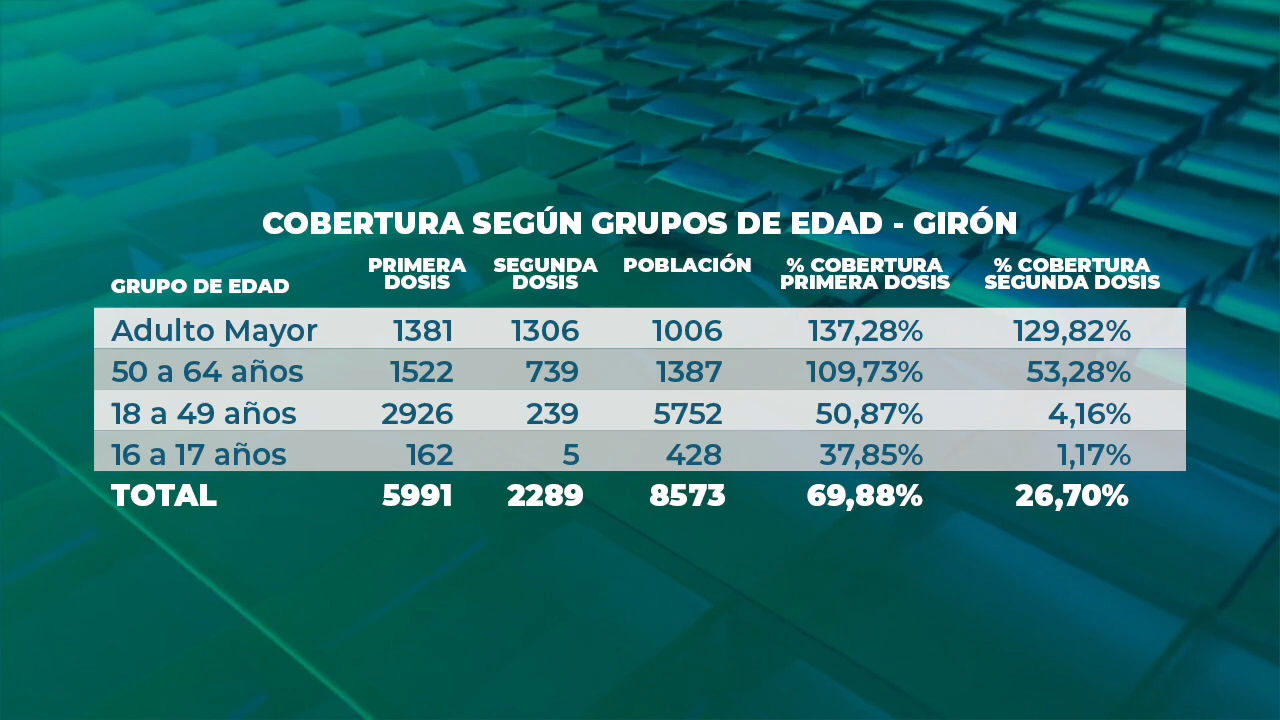 COBERTURA SEGÚN GRUPOS DE EDAD - GIRÓN
GRUPO DE EDAD PRIMERA DOSIS SEGUNDA DOSIS POBLACIÓN % COBERTURA PRIMERA DOSIS % COBERTURA SEGUNDA DOSIS
Adulto Mayor 1381 1306 1006 137,28% 129,82%
50 a 64 años 1522 739 1387 109,73% 53,28%
18 a 49 años 2926 239 5752 50,87% 4,16%
16 a 17 años 162 5 428 37,85% 1,17%
TOTAL 5991 2289 8573 69,88% 26,70%